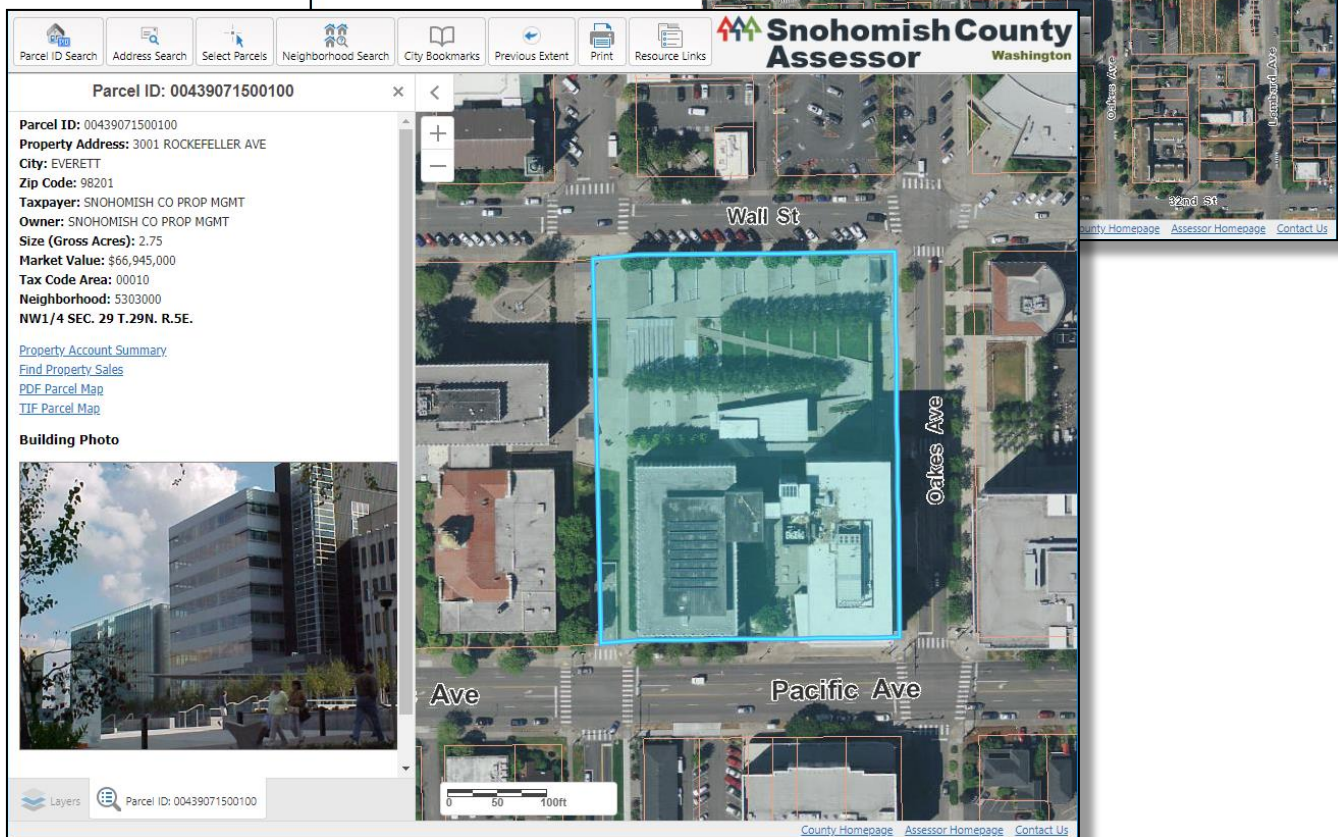 Parcel ID Search
Address Search
Select Parcels
Neighborhood Search
City Bookmarks
Previous Extent
Print
Resource Links
Snohomish County
Assessor
Washington
Parcel ID: 00439071500100
×
<
Parcel ID: 00439071500100
Property Address: 3001 ROCKEFELLER AVE
City: EVERETT
Zip Code: 98201
Taxpayer: SNOHOMISH CO PROP MGMT
Owner: SNOHOMISH CO PROP MGMT
Size (Gross Acres): 2.75
Market Value: $66,945,000
Tax Code Area: 00010
Neighborhood: 5303000
NW1/4 SEC. 29 T.29N. R.5E.
Property Account Summary
Find Property Sales
PDF Parcel Map
TIF Parcel Map
Building Photo
+
−
Wall St
Oakes Ave
Ave
Pacific Ave
0 50 100ft
Layers
Parcel ID: 00439071500100
County Homepage Assessor Homepage Contact Us
Oakes Ave
Lombard Ave
32nd St
unty Homepage Assessor Homepage Contact Us